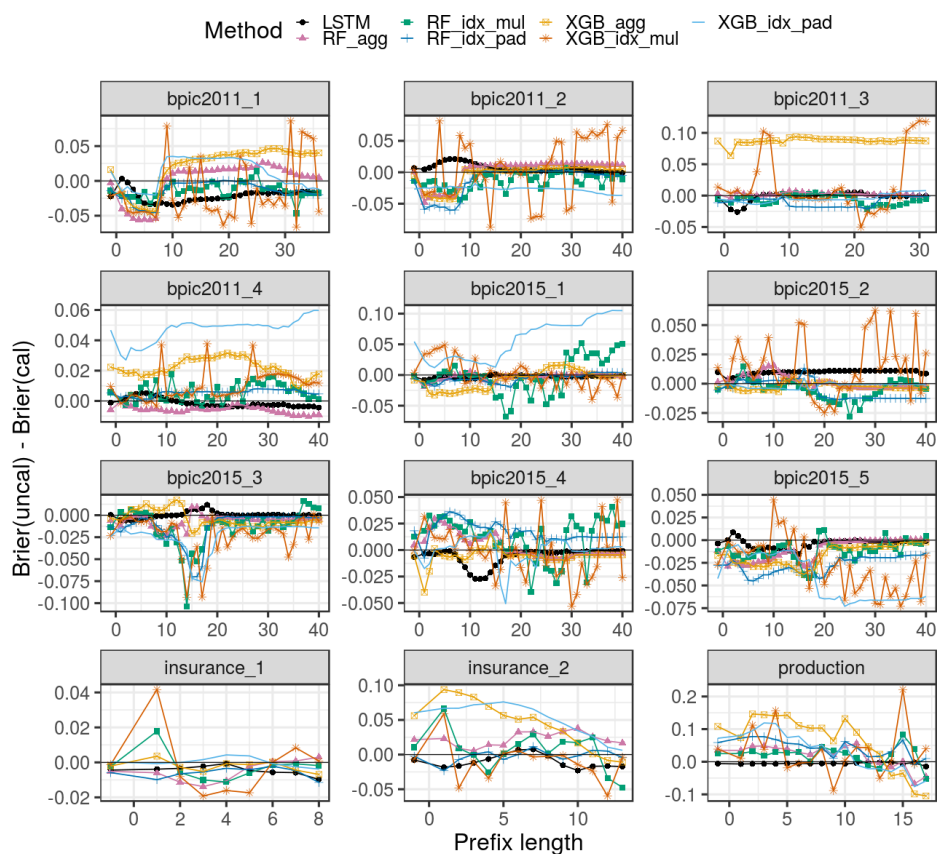 Method LSTM RF_idx_mul XGB_agg XGB_idx_pad
RF_agg RF_idx_pad XGB_idx_mul
bpic2011_1 bpic2011_2 bpic2011_3
0.05 0.05 0.10
0.00 0.00 0.05
-0.05 -0.05 0.00
-0.05
0 10 20 30 0 10 20 30 40 0 10 20 30
bpic2011_4 bpic2015_1 bpic2015_2
0.06 0.10 0.050
0.04 0.05 0.025
0.02 0.00 0.000
0.00 -0.05 -0.025
0 10 20 30 40 0 10 20 30 40 0 10 20 30 40
Brier(uncal) - Brier(cal)
bpic2015_3 bpic2015_4 bpic2015_5
0.000 0.050 0.050
-0.025 0.025 0.025
-0.050 0.000 0.000
-0.075 -0.025 -0.025
-0.100 -0.050 -0.050
-0.075
0 10 20 30 40 0 10 20 30 40 0 10 20 30 40
insurance_1 insurance_2 production
0.04 0.10 0.2
0.02 0.05 0.1
0.00 0.00 0.0
-0.02 -0.05 -0.1
0 2 4 6 8 0 5 10 0 5 10 15
Prefix length